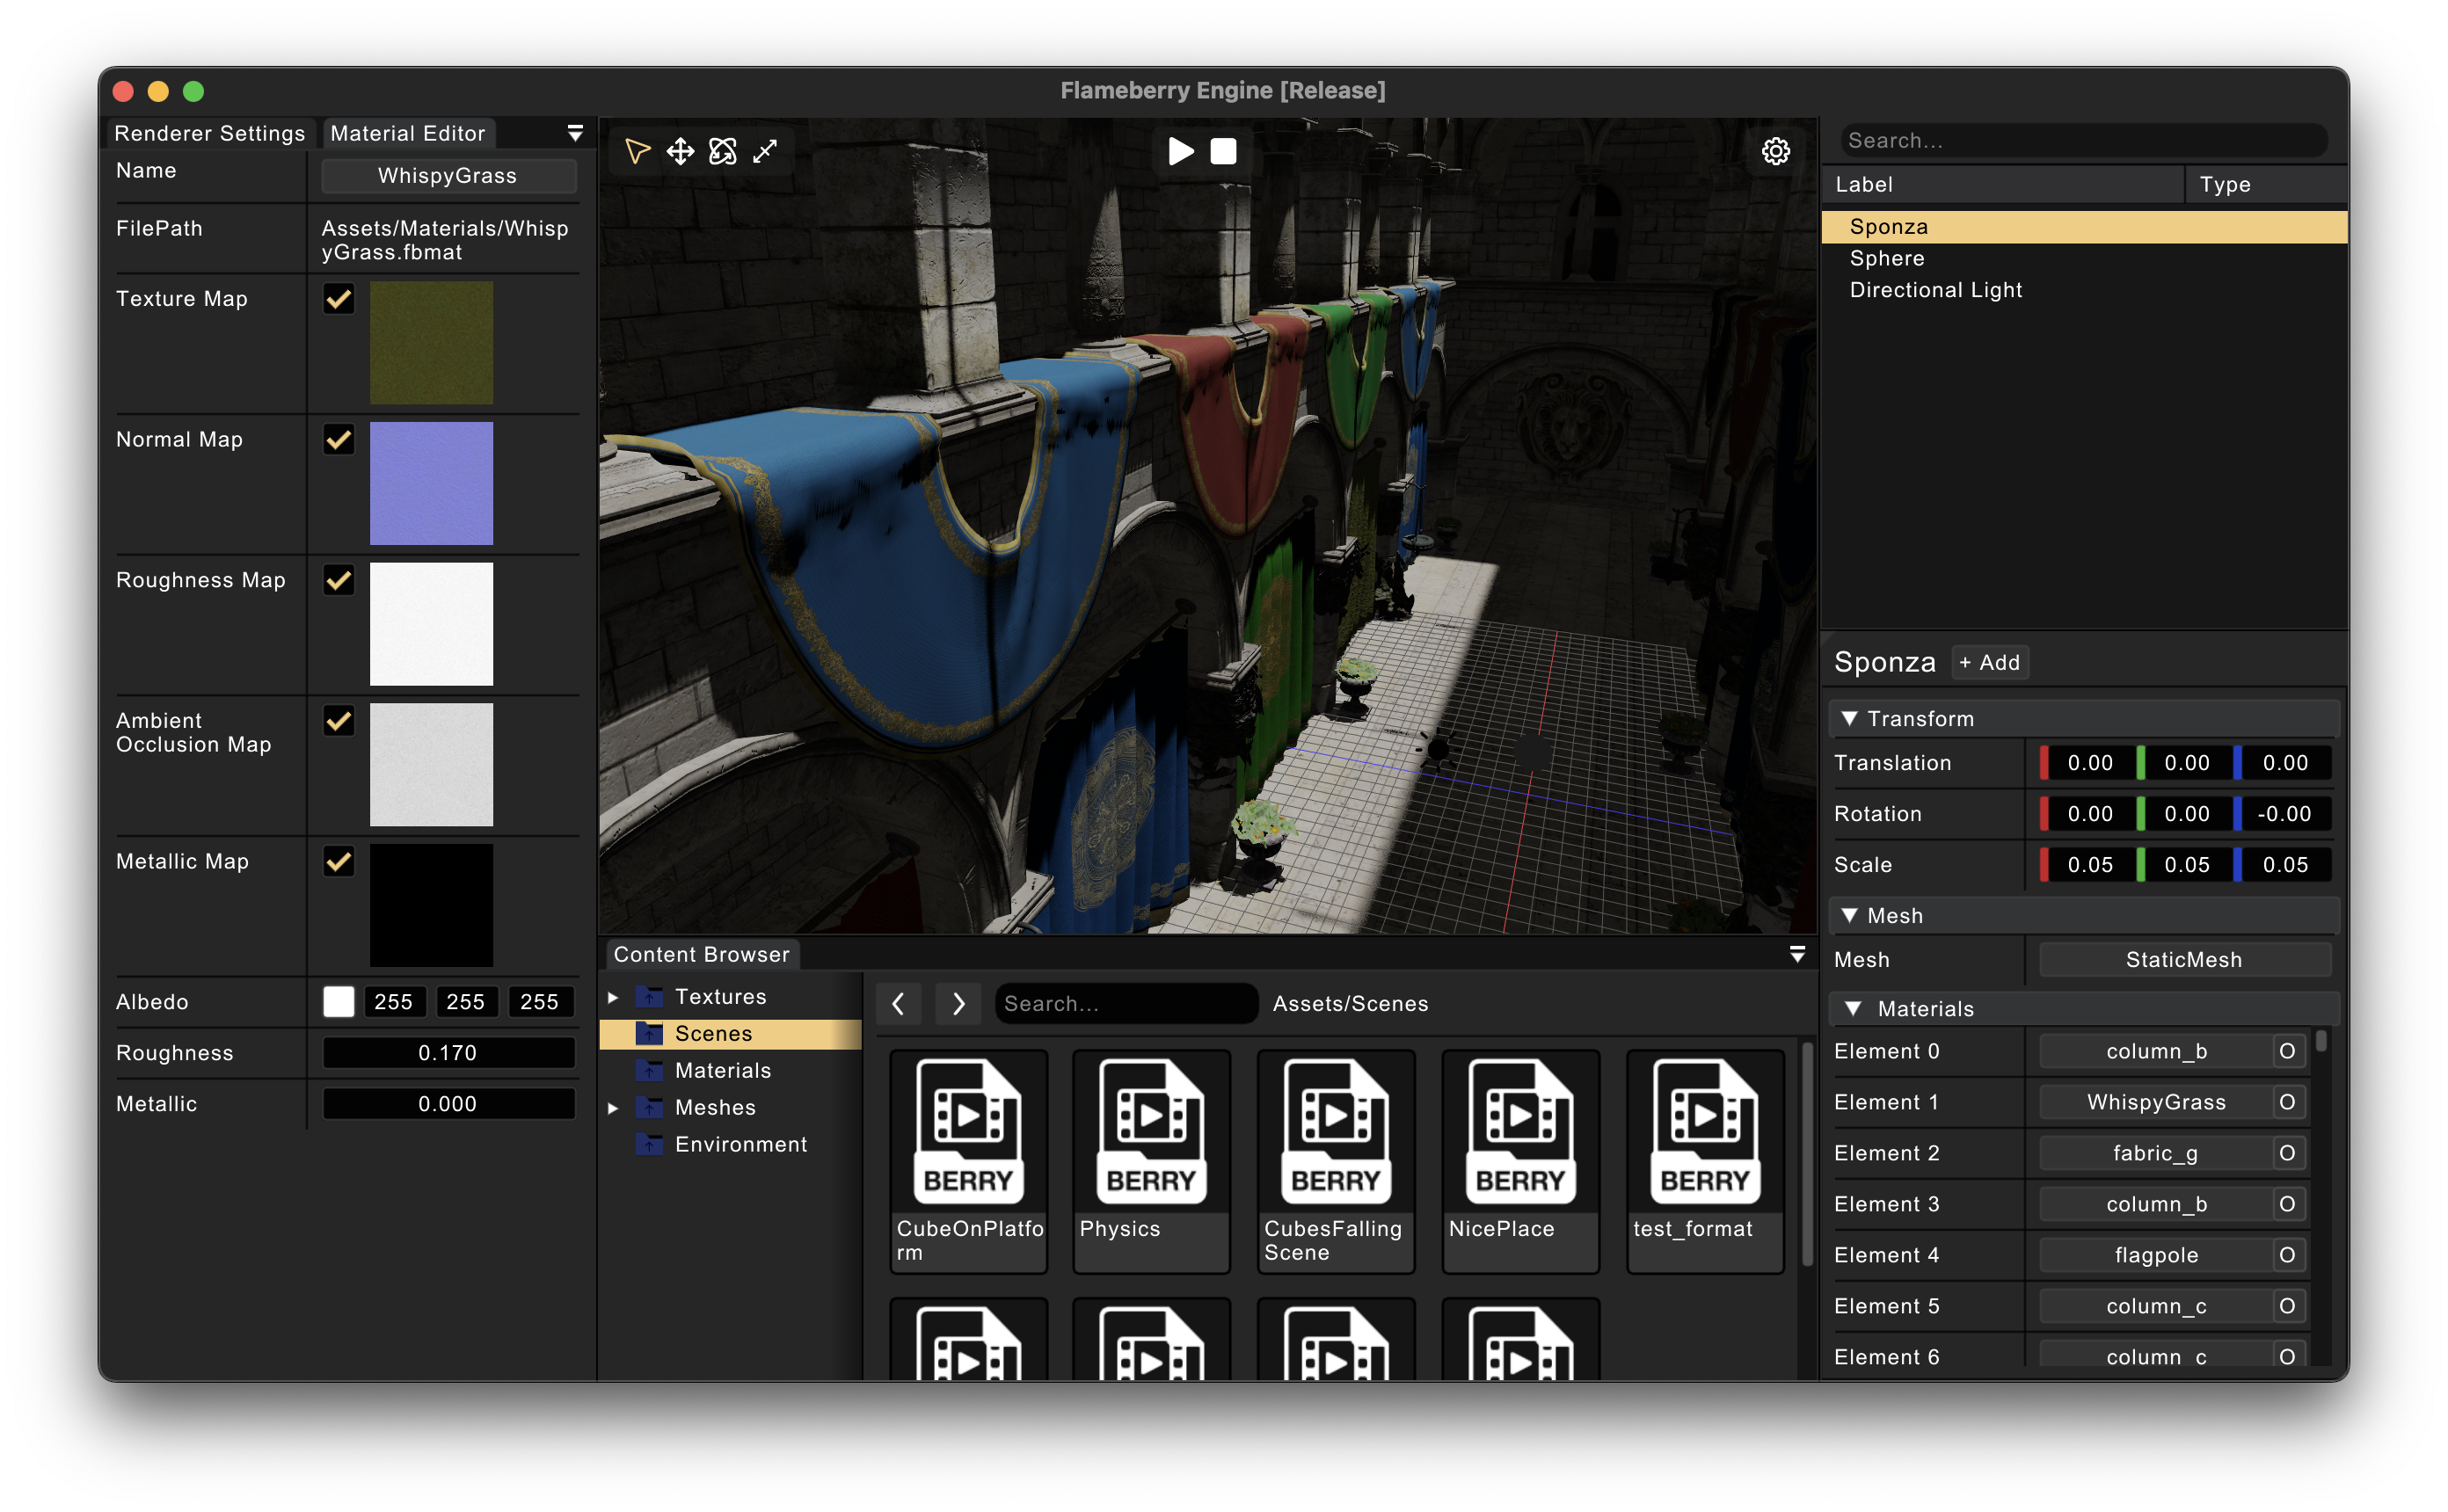 Flameberry Engine [Release]
Renderer Settings
Material Editor
Name
WhispyGrass
FilePath
Assets/Materials/Whisp
yGrass.fbmat
Texture Map
Normal Map
Roughness Map
Ambient
Occlusion Map
Metallic Map
Albedo
255
255
255
Roughness
0.170
Metallic
0.000
Content Browser
Textures
Scenes
Materials
Meshes
Environment
Search...
Assets/Scenes
BERRY
BERRY
BERRY
BERRY
BERRY
CubeOnPlatfo
rm
Physics
CubesFalling
Scene
NicePlace
test_format
Search...
Label
Type
Sponza
Sphere
Directional Light
Sponza
+ Add
Transform
Translation
0.00
0.00
0.00
Rotation
0.00
0.00
-0.00
Scale
0.05
0.05
0.05
Mesh
Mesh
StaticMesh
Materials
Element 0
column_b
O
Element 1
WhispyGrass
O
Element 2
fabric_g
O
Element 3
column_b
O
Element 4
flagpole
O
Element 5
column_c
O
Element 6
column_c
O